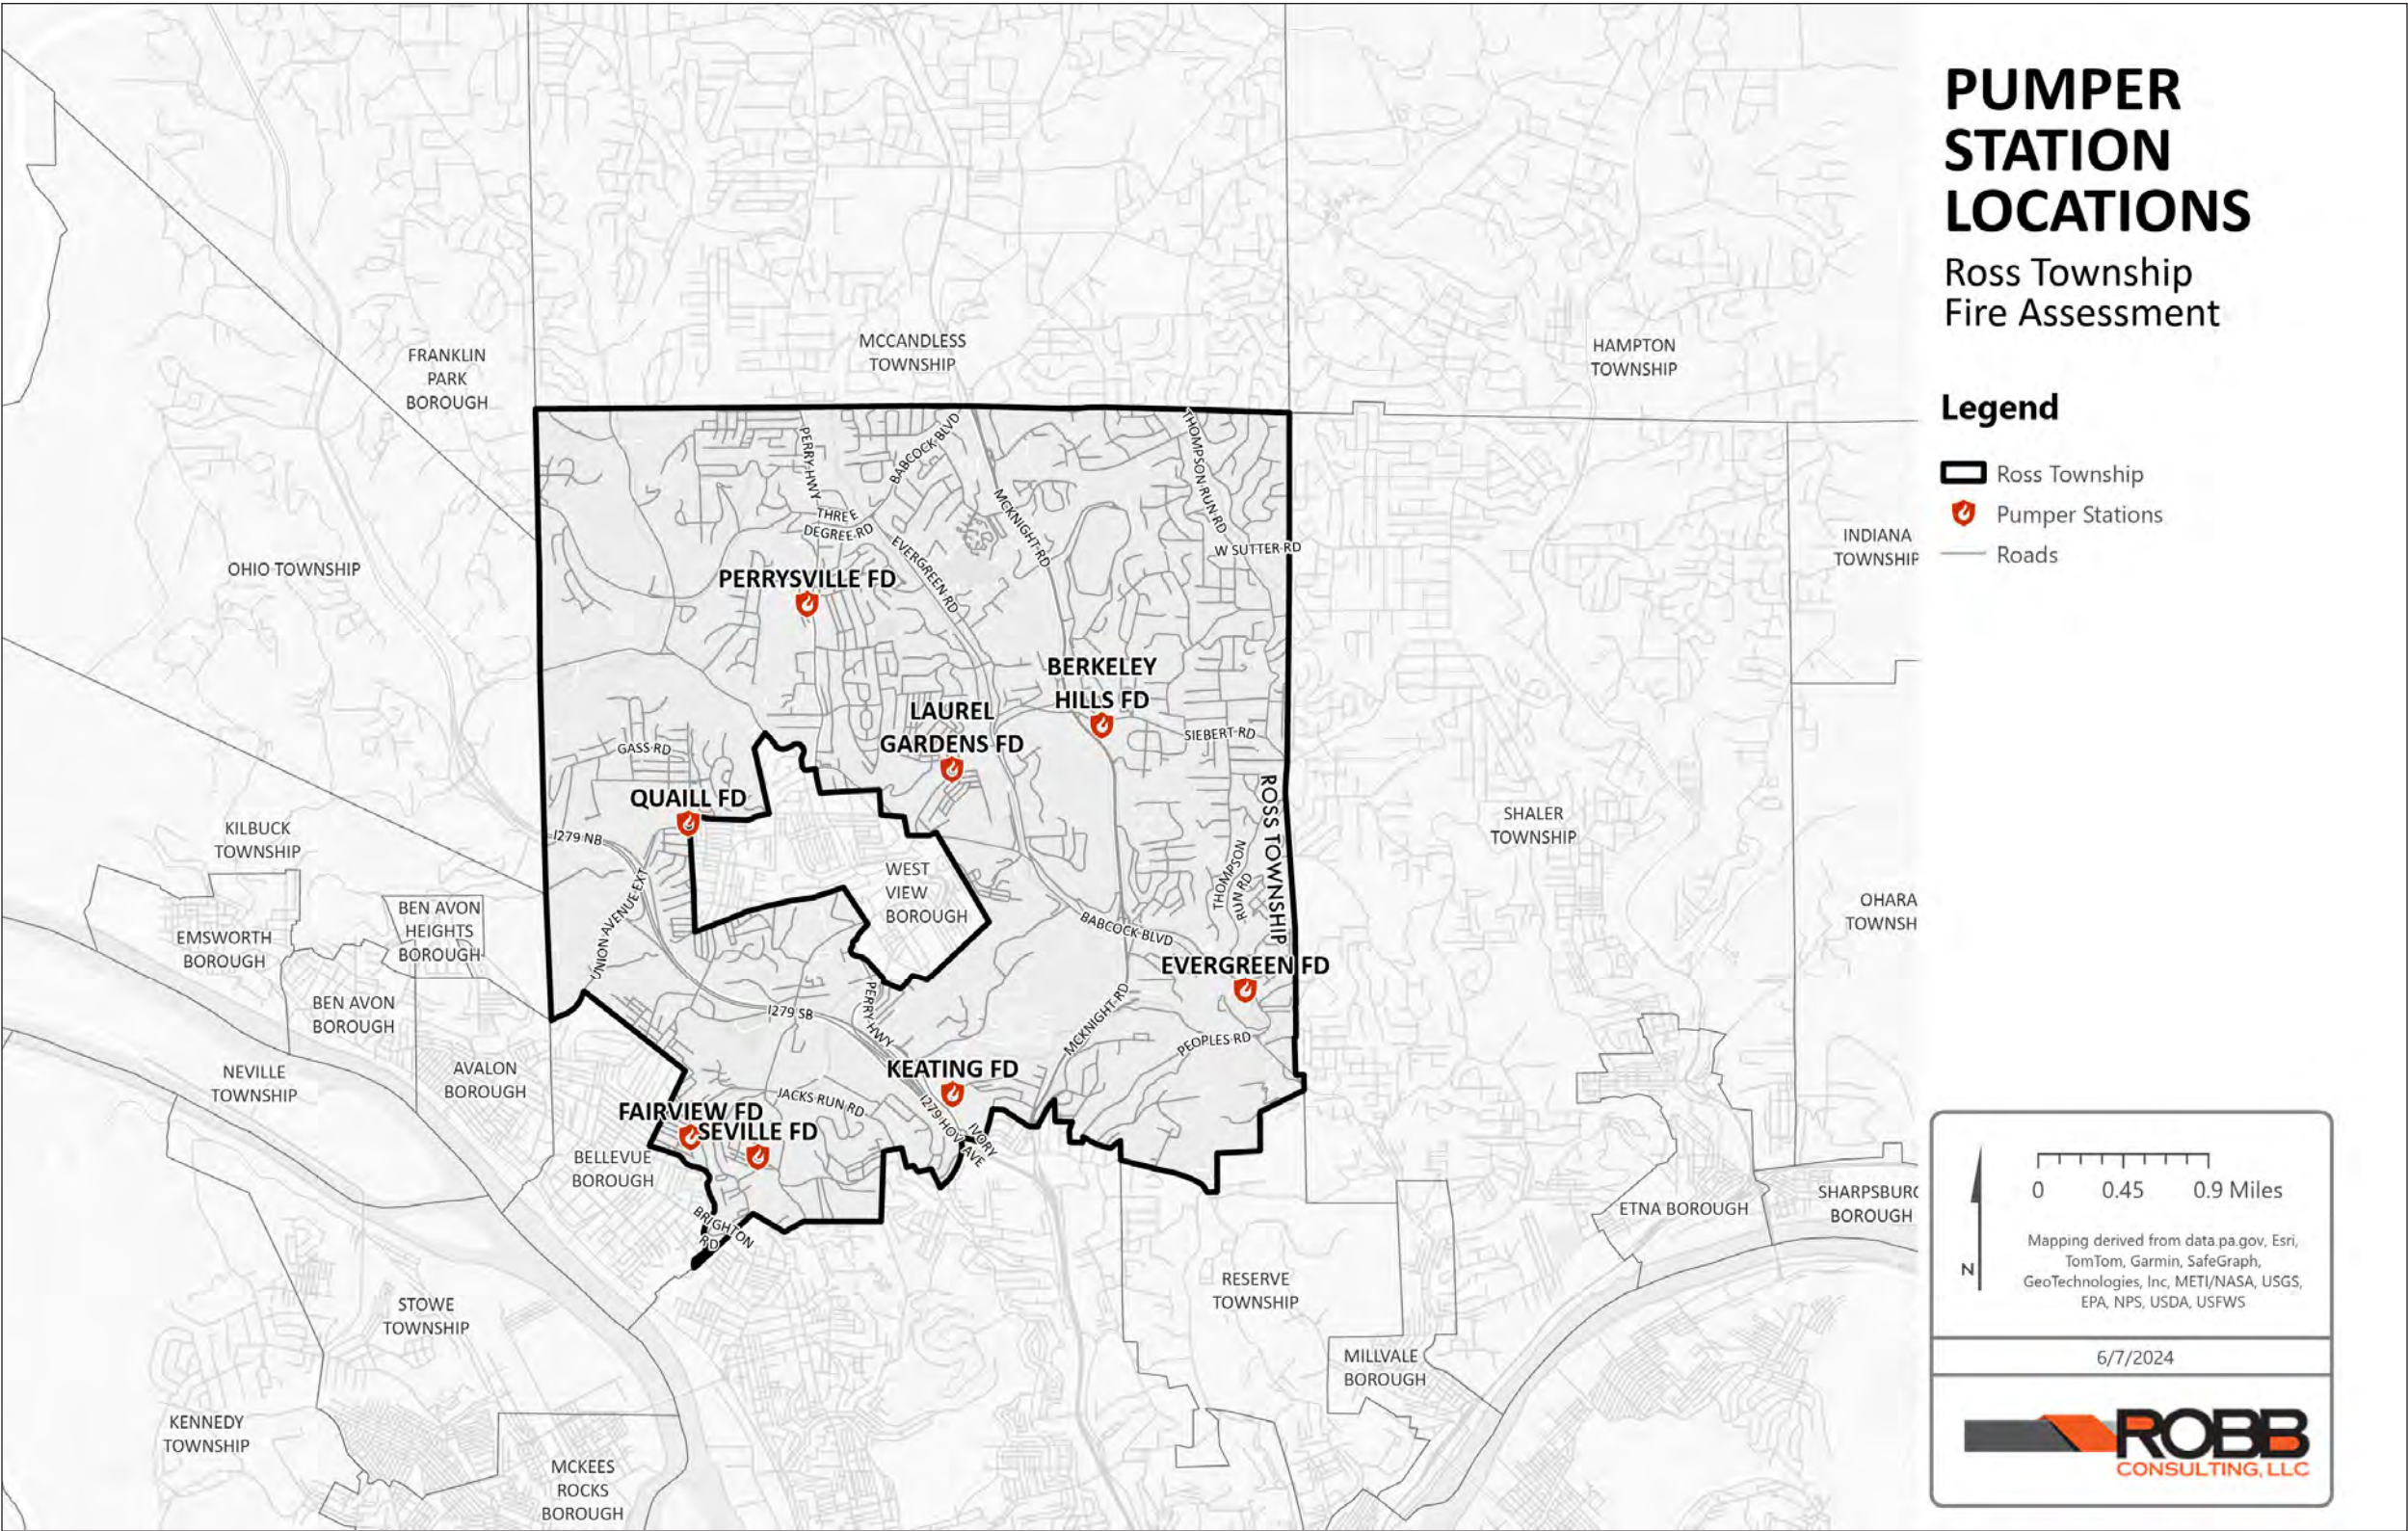 PUMPER
STATION
LOCATIONS
Ross Township
Fire Assessment
Legend
Ross Township
Pumper Stations
Roads
MCCANDLESS
TOWNSHIP
HAMPTON
TOWNSHIP
FRANKLIN
PARK
BOROUGH
PERRY HWY
BABCOCK BLVD
THOMPSON RUN RD
MCKNIGHT RD
THREE
DEGREE RD
EVERGREEN RD
W SUTTER RD
INDIANA
TOWNSHIP
OHIO TOWNSHIP
PERRYSVILLE FD
BERKELEY
HILLS FD
LAUREL
GARDENS FD
SIEBERT RD
GASS RD
QUAILL FD
ROSS TOWNSHIP
KILBUCK
TOWNSHIP
I279 NB
SHALER
TOWNSHIP
WEST
VIEW
BOROUGH
THOMPSON
RUN RD
UNION AVENUE EXT
BEN AVON
HEIGHTS
BOROUGH
OHARA
TOWNSH
EMSWORTH
BOROUGH
BABCOCK BLVD
EVERGREEN FD
BEN AVON
BOROUGH
PERRY HWY
I279 SB
MCKNIGHT RD
PEOPLES RD
NEVILLE
TOWNSHIP
AVALON
BOROUGH
KEATING FD
JACKS RUN RD
I279 HOV
IVORY
AVE
FAIRVIEW FD
SEVILLE FD
BELLEVUE
BOROUGH
BRIGHTON
RD
ETNA BOROUGH
SHARPSBURG
BOROUGH
RESERVE
TOWNSHIP
STOWE
TOWNSHIP
MILLVALE
BOROUGH
KENNEDY
TOWNSHIP
MCKEES
ROCKS
BOROUGH
0 0.45 0.9 Miles
N
Mapping derived from data.pa.gov, Esri,
TomTom, Garmin, SafeGraph,
GeoTechnologies, Inc, METI/NASA, USGS,
EPA, NPS, USDA, USFWS
6/7/2024
ROBB
CONSULTING, LLC